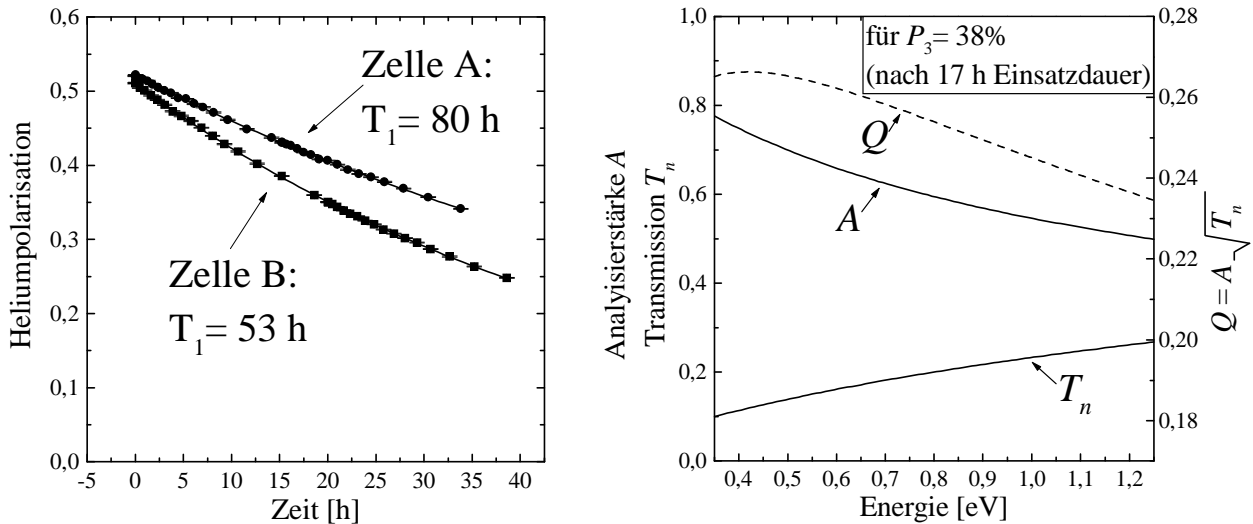 0,6
0,5
0,4
0,3
0,2
0,1
0,0
-5 0 5 10 15 20 25 30 35 40
Heliumpolarisation
Zeit [h]
Zelle A:
T1= 80 h
Zelle B:
T1= 53 h
1,0
0,8
0,6
0,4
0,2
0,0
0,4 0,5 0,6 0,7 0,8 0,9 1,0 1,1 1,2
Analyisierstärke A
Transmission Tn
Energie [eV]
für P3= 38%
(nach 17 h Einsatzdauer)
Q
A
Tn
0,28
0,26
0,24
0,22
0,20
0,18
Q = A √Tn